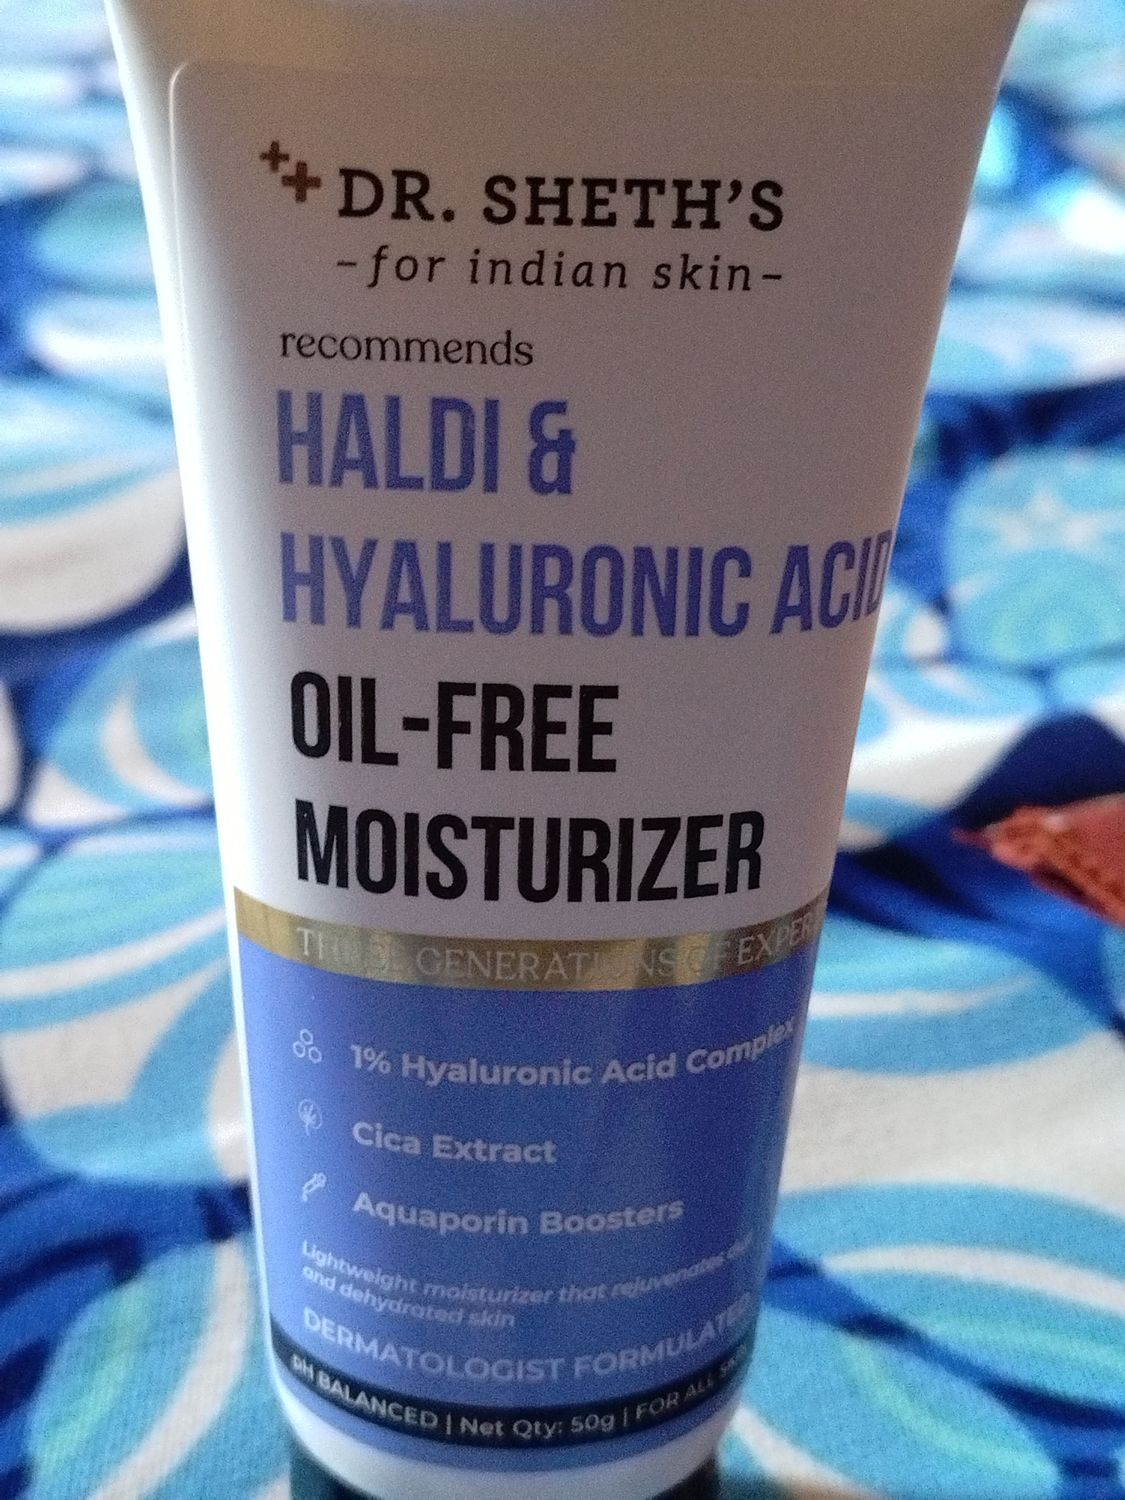 DR. SHETH'S
-for indian skin-
recommends
HALDI &
HYALURONIC ACID
OIL-FREE
MOISTURIZER
THREE GENERATIONS OF
1% Hyaluronic Acid Complex
Cica Extract
Aquaporin Boosters
Lightweight moisturizer that rejuvenates
and dehydrated skin
DERMATOLOGIST FORMULATED
pH BALANCED | Net Qty: 50g | FOR ALL